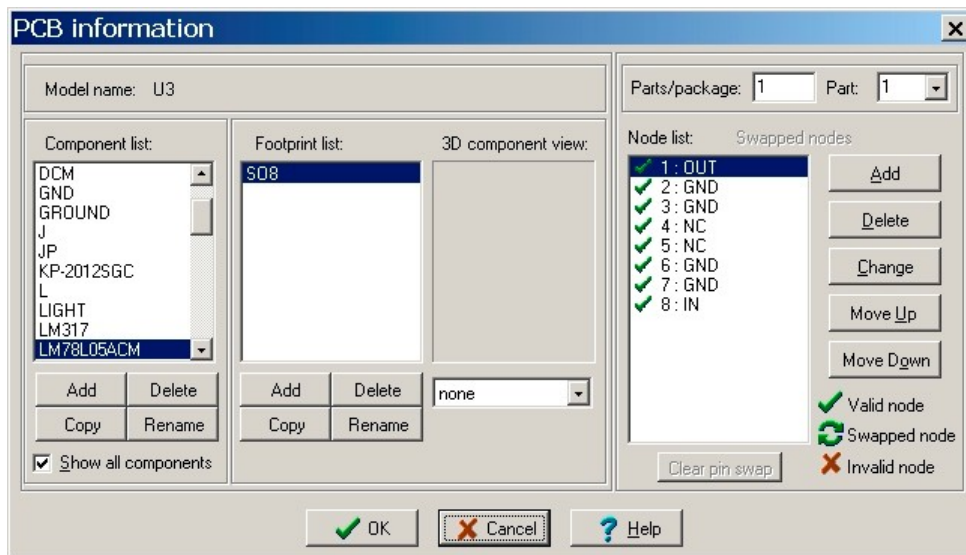 PCB information
Model name: U3
Parts/package: 1 Part: 1
Component list:
DCM
GND
GROUND
J
JP
KP-2012SGC
L
LIGHT
LM317
LM78L05ACM
Add Delete
Copy Rename
Show all components
Footprint list:
SO8
Add Delete
Copy Rename
3D component view:
none
Node list: Swapped nodes
1 : OUT
2 : GND
3 : GND
4 : NC
5 : NC
6 : GND
7 : GND
8 : IN
Clear pin swap
Add
Delete
Change
Move Up
Move Down
Valid node
Swapped node
Invalid node
OK Cancel Help